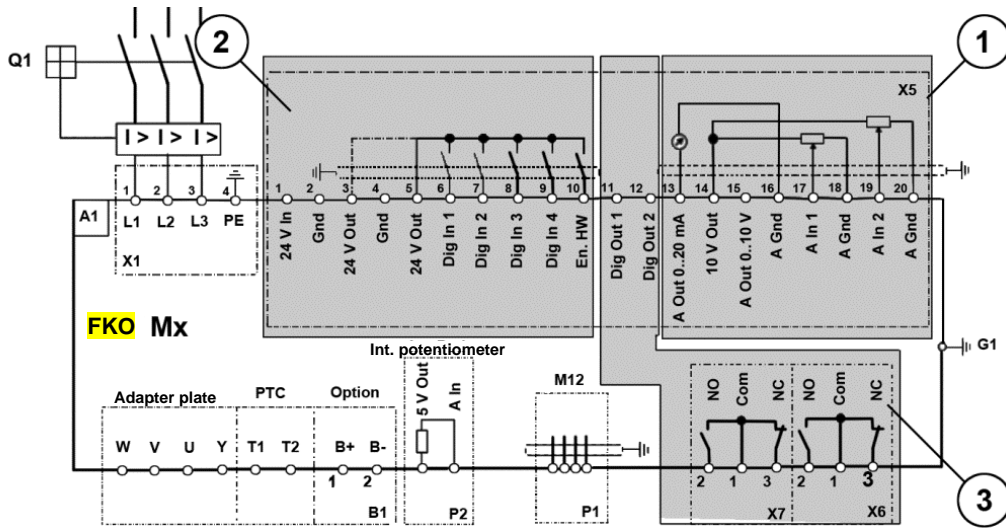 Q1
2
1
X5
I > I > I >
1 2 3 4
1 2 3 4 5 6 7 8 9 10 11 12 13 14 15 16 17 18 19 20
A1
L1 L2 L3 PE
X1
24 V In
Gnd
24 V Out
Gnd
24 V Out
Dig In 1
Dig In 2
Dig In 3
Dig In 4
En. HW
Dig Out 1
Dig Out 2
A Out 0..20 mA
10 V Out
A Out 0..10 V
A Gnd
A In 1
A Gnd
A In 2
A Gnd
FKO Mx
G1
Int. potentiometer
Adapter plate
PTC
Option
5 V Out
A In
M12
NO Com NC NO Com NC
W V U Y T1 T2 B+ B-
1 2
B1
P2
P1
2 1 3 2 1 3
X7 X6
3